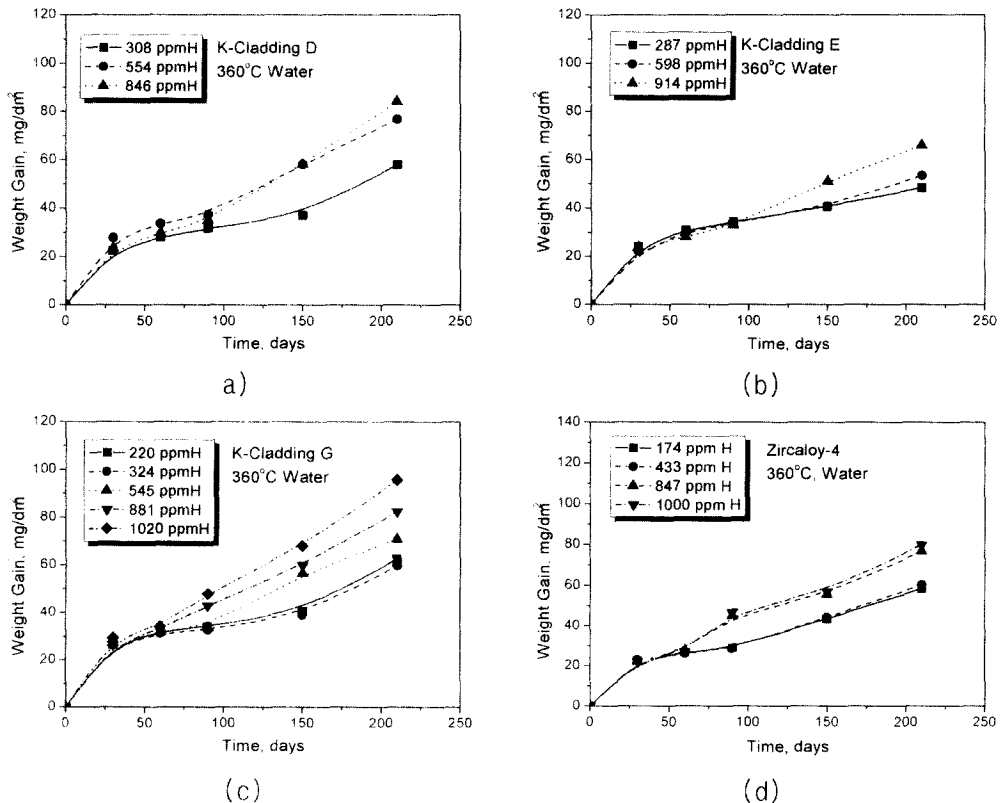 120
100
80
60
40
20
0
Weight Gain, mg/dm²
308 ppmH
554 ppmH
846 ppmH
K-Cladding D
360°C Water
0 50 100 150 200 250
Time, days
a)
120
100
80
60
40
20
0
Weight Gain, mg/dm²
287 ppmH
598 ppmH
914 ppmH
K-Cladding E
360°C Water
0 50 100 150 200 250
Time, days
(b)
120
100
80
60
40
20
0
Weight Gain, mg/dm²
220 ppmH
324 ppmH
545 ppmH
881 ppmH
1020 ppmH
K-Cladding G
360°C Water
0 50 100 150 200 250
Time, days
(c)
140
120
100
80
60
40
20
0
Weight Gain, mg/dm²
174 ppm H
433 ppm H
847 ppm H
1000 ppm H
Zircaloy-4
360°C, Water
0 50 100 150 200 250
Time, days
(d)